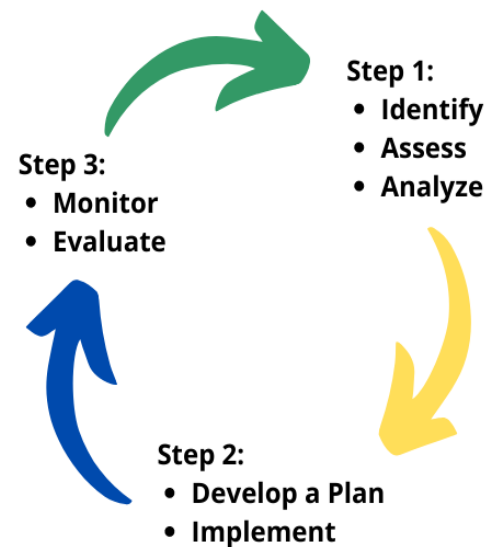 Step 1:
• Identify
• Assess
• Analyze
Step 2:
• Develop a Plan
• Implement
Step 3:
• Monitor
• Evaluate